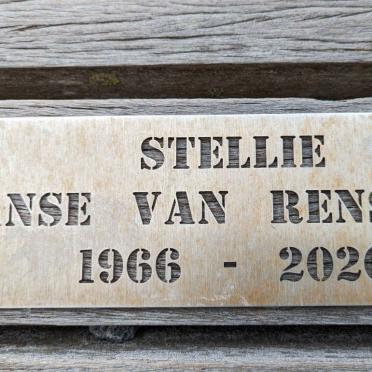 STELLIE
NSE VAN RENS
1966 - 2020